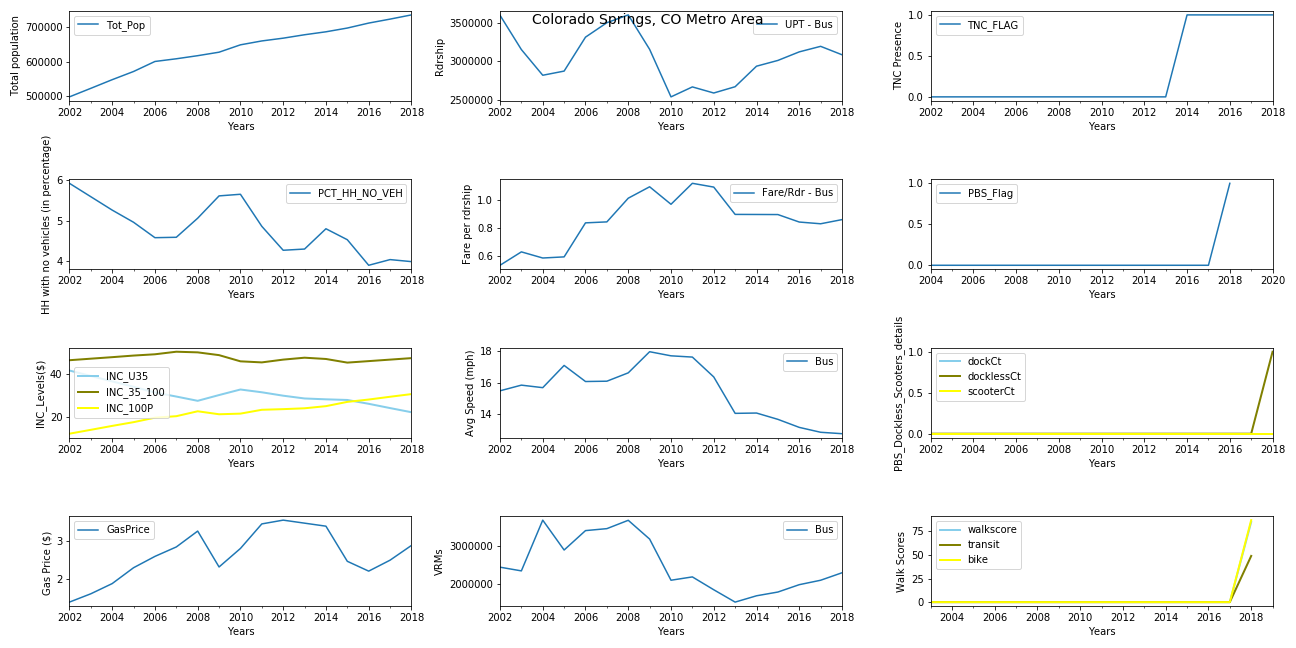 Colorado Springs, CO Metro Area
Total population
700000
600000
500000
Tot_Pop
2002 2004 2006 2008 2010 2012 2014 2016 2018
Years
Rdrship
3500000
3000000
2500000
UPT - Bus
2002 2004 2006 2008 2010 2012 2014 2016 2018
Years
TNC Presence
1.0
0.5
0.0
TNC_FLAG
2002 2004 2006 2008 2010 2012 2014 2016 2018
Years
HH with no vehicles (in percentage)
6
5
4
PCT_HH_NO_VEH
2002 2004 2006 2008 2010 2012 2014 2016 2018
Years
Fare per rdrship
1.0
0.8
0.6
Fare/Rdr - Bus
2002 2004 2006 2008 2010 2012 2014 2016 2018
Years
1.0
0.5
0.0
PBS_Flag
2002 2004 2006 2008 2010 2012 2014 2016 2018 2020
Years
INC_Levels($)
40
20
INC_U35
INC_35_100
INC_100P
2002 2004 2006 2008 2010 2012 2014 2016 2018
Years
Avg Speed (mph)
18
16
14
Bus
2002 2004 2006 2008 2010 2012 2014 2016 2018
Years
PBS_Dockless_Scooters_details
1.0
0.5
0.0
dockCt
docklessCt
scooterCt
2002 2004 2006 2008 2010 2012 2014 2016 2018
Years
Gas Price ($)
3
2
GasPrice
2002 2004 2006 2008 2010 2012 2014 2016 2018
Years
VRMs
3000000
2000000
Bus
2002 2004 2006 2008 2010 2012 2014 2016 2018
Years
Walk Scores
75
50
25
0
walkscore
transit
bike
2004 2006 2008 2010 2012 2014 2016 2018
Years